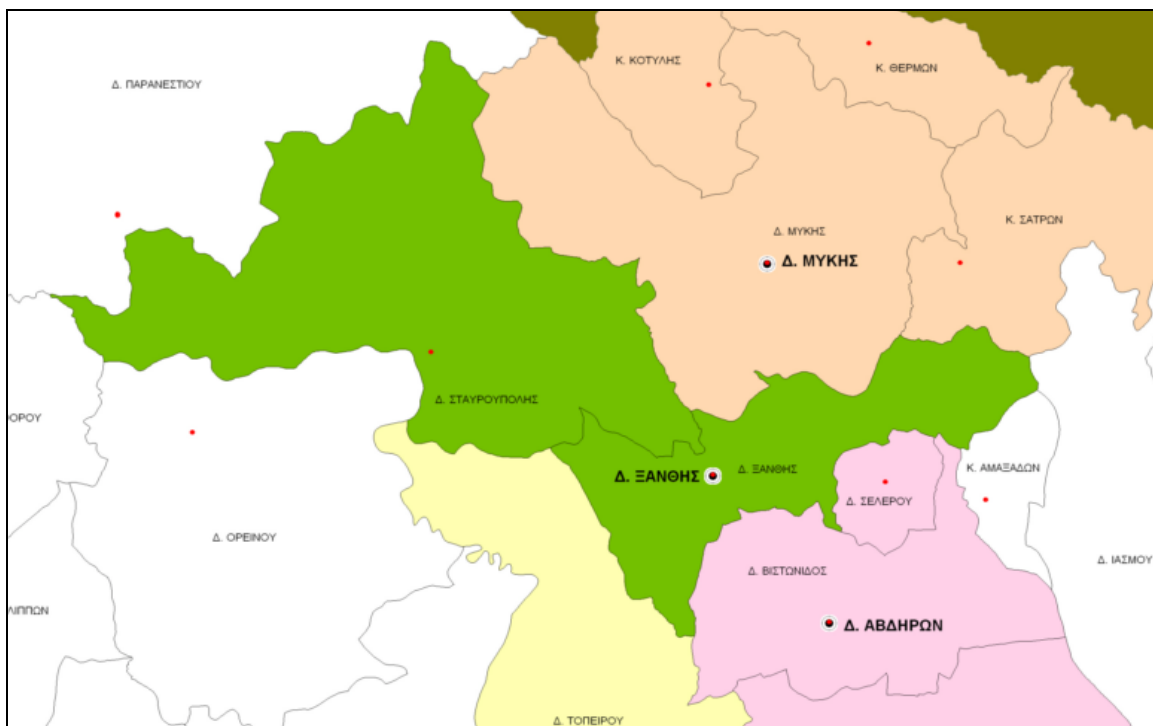 Κ. ΚΟΤΥΛΗΣ
Κ. ΘΕΡΜΩΝ
Δ. ΠΑΡΑΝΕΣΤΙΟΥ
Κ. ΣΑΤΡΩΝ
Δ. ΜΥΚΗΣ
Δ. ΜΥΚΗΣ
Δ. ΣΤΑΥΡΟΥΠΟΛΗΣ
ΟΡΟΥ
Δ. ΞΑΝΘΗΣ
Δ. ΞΑΝΘΗΣ
Κ. ΑΜΑΞΑΔΩΝ
Δ. ΣΕΛΕΡΟΥ
Δ. ΟΡΕΙΝΟΥ
Δ. ΙΑΣΜΟΥ
Δ. ΒΙΣΤΩΝΙΔΟΣ
ΛΙΠΠΩΝ
Δ. ΑΒΔΗΡΩΝ
Δ. ΤΟΠΕΙΡΟΥ